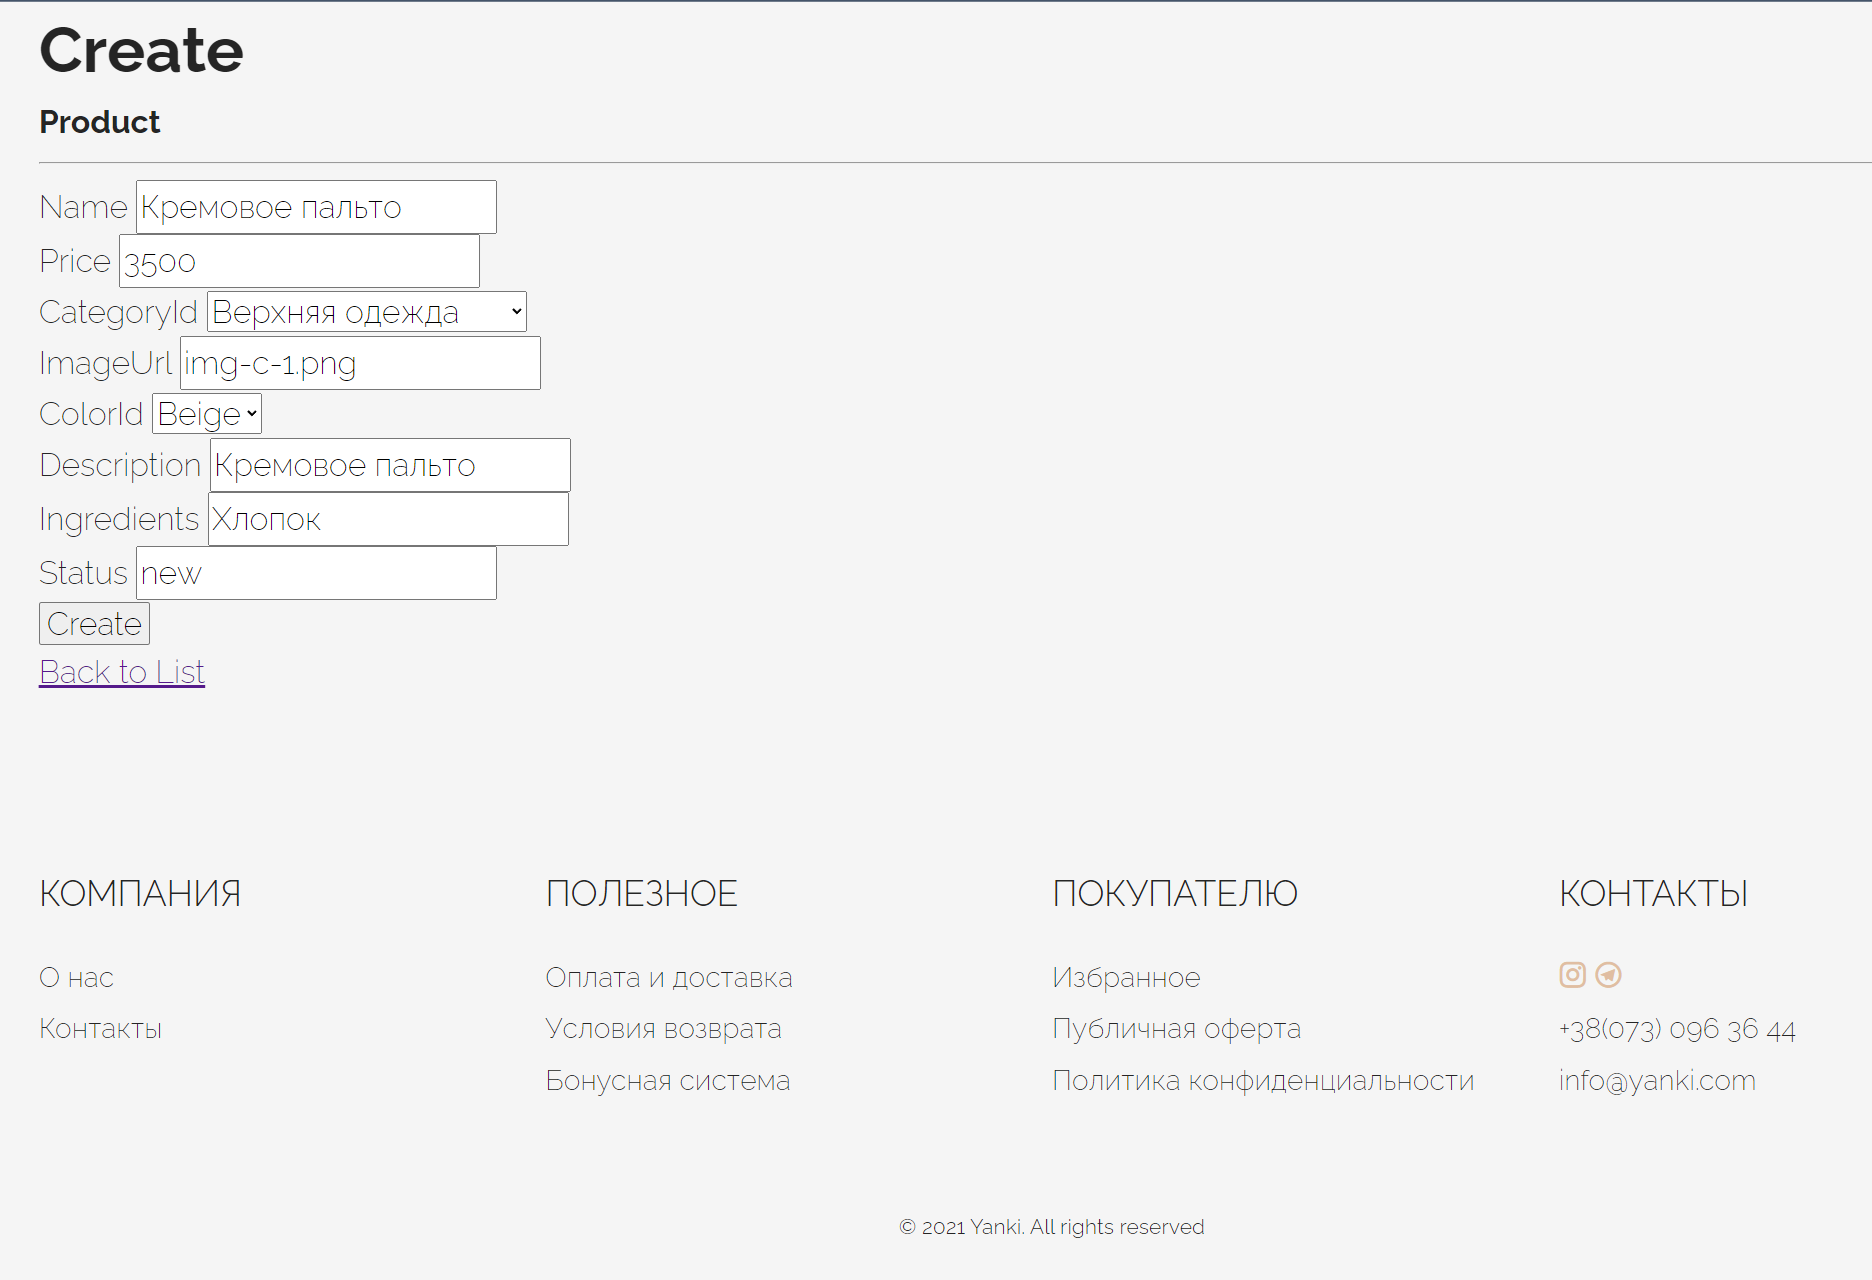 Create
Product
Name Кремовое пальто
Price 3500
CategoryId Верхняя одежда
ImageUrl img-c-1.png
ColorId Beige
Description Кремовое пальто
Ingredients Хлопок
Status new
Create
Back to List
КОМПАНИЯ
О нас
Контакты
ПОЛЕЗНОЕ
Оплата и доставка
Условия возврата
Бонусная система
ПОКУПАТЕЛЮ
Избранное
Публичная оферта
Политика конфиденциальности
КОНТАКТЫ
+38(073) 096 36 44
info@yanki.com
© 2021 Yanki. All rights reserved